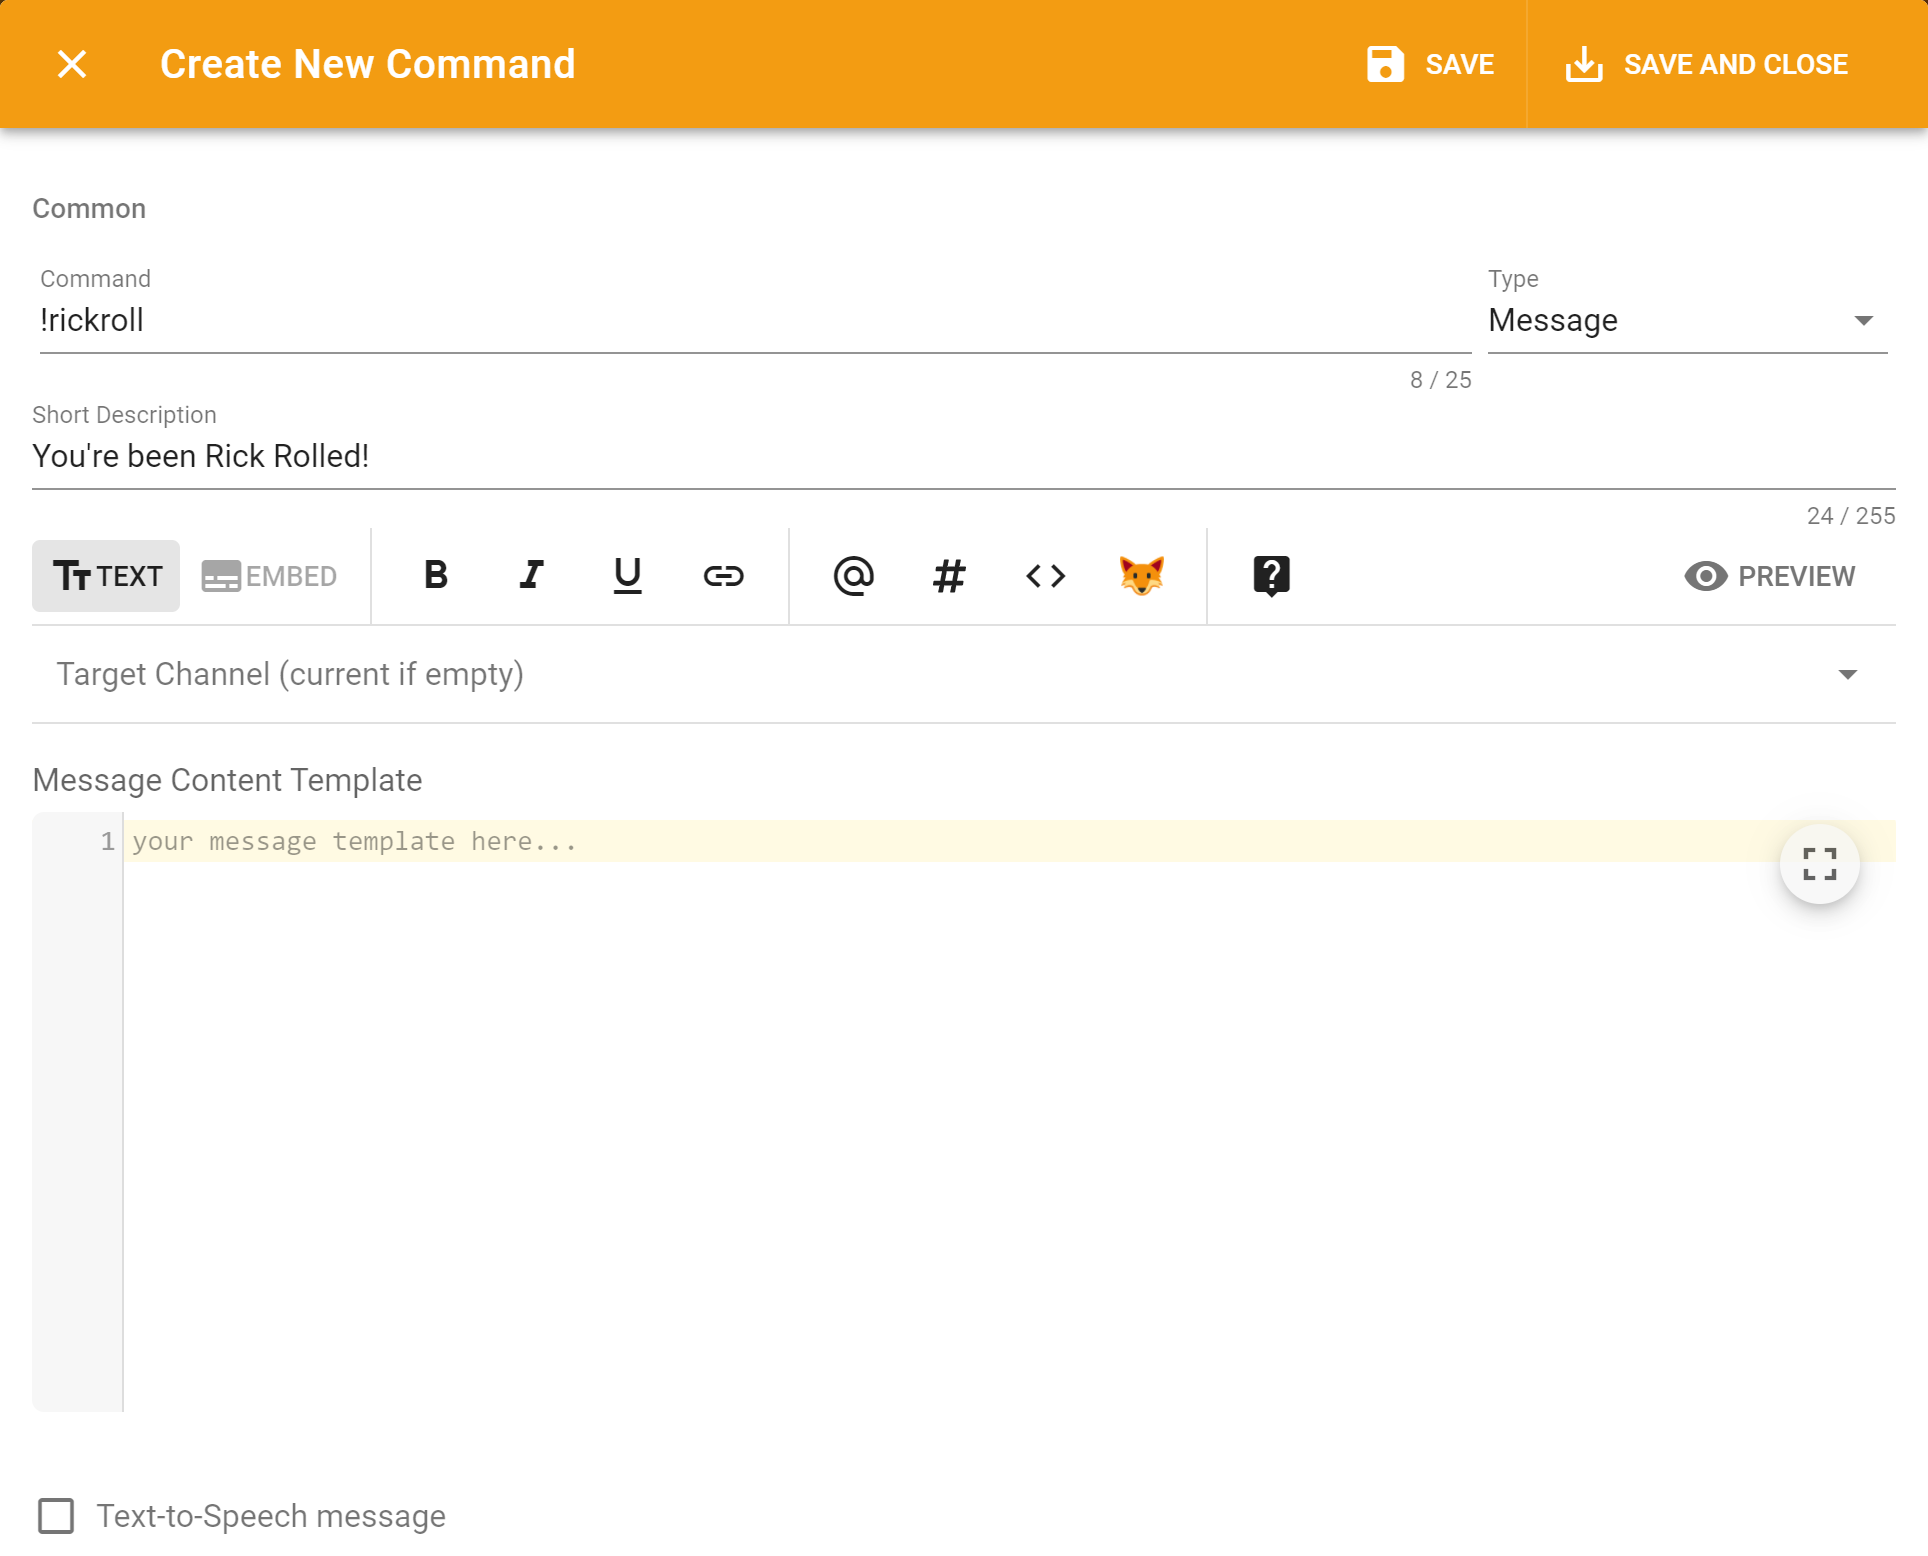 Create New Command
SAVE
SAVE AND CLOSE
Common
Command
Type
!rickroll
Message
8 / 25
Short Description
You're been Rick Rolled!
24 / 255
TEXT
EMBED
B I U
@ # <> ?
PREVIEW
Target Channel (current if empty)
Message Content Template
1 your message template here...
Text-to-Speech message